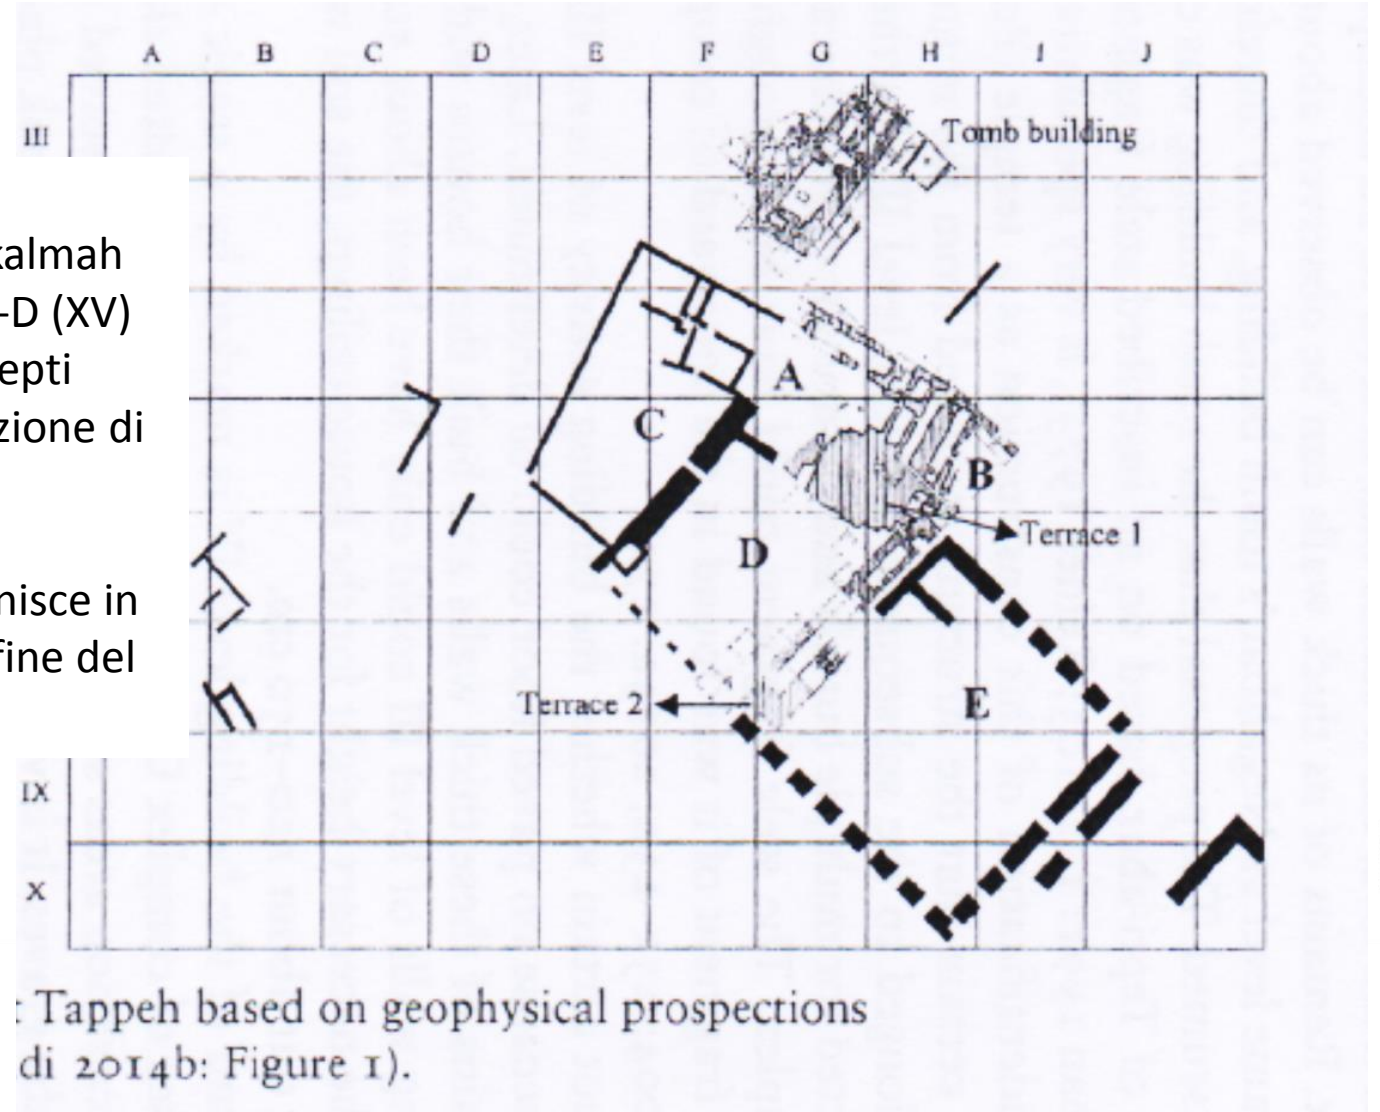 A B C D E F G H I J
III
Tomb building
kalmah
-D (XV)
epti
zione di
nisce in
fine del
A
C
B
D
Terrace 1
E
Terrace 2
IX
X
Tappeh based on geophysical prospections
di 2014b: Figure 1).